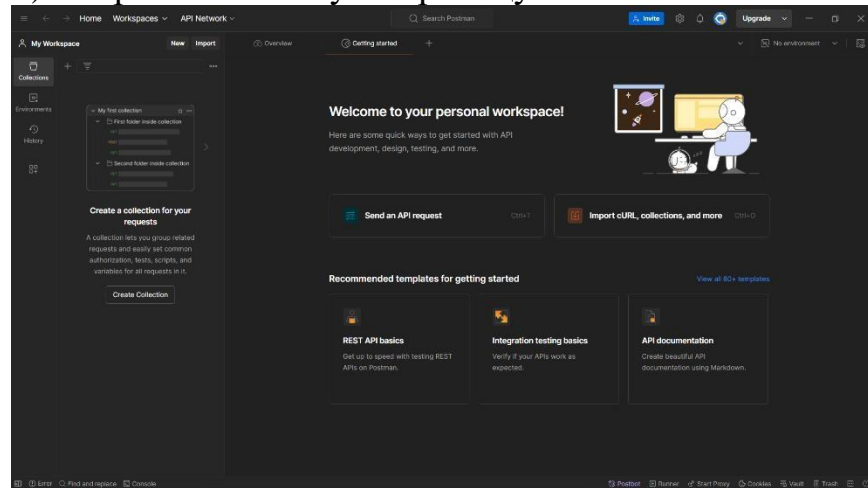 Home Workspaces API Network Search Postman Invite Upgrade
My Workspace New Import Overview Getting started No environment
Collections
Environments
History
My first collection
First folder inside collection
Second folder inside collection
Create a collection for your
requests
A collection lets you group related
requests and easily set common
authorization, tests, scripts, and
variables for all requests in it.
Create Collection
Welcome to your personal workspace!
Here are some quick ways to get started with API
development, design, testing, and more.
Send an API request Ctrl+T
Import cURL, collections, and more Ctrl+O
Recommended templates for getting started View all 80+ templates
REST API basics
Get up to speed with testing REST
APIs on Postman.
Integration testing basics
Verify if your APIs work as
expected.
API documentation
Create beautiful API
documentation using Markdown.
Error Find and replace Console Postbot Runner Start Proxy Cookies Vault Trash